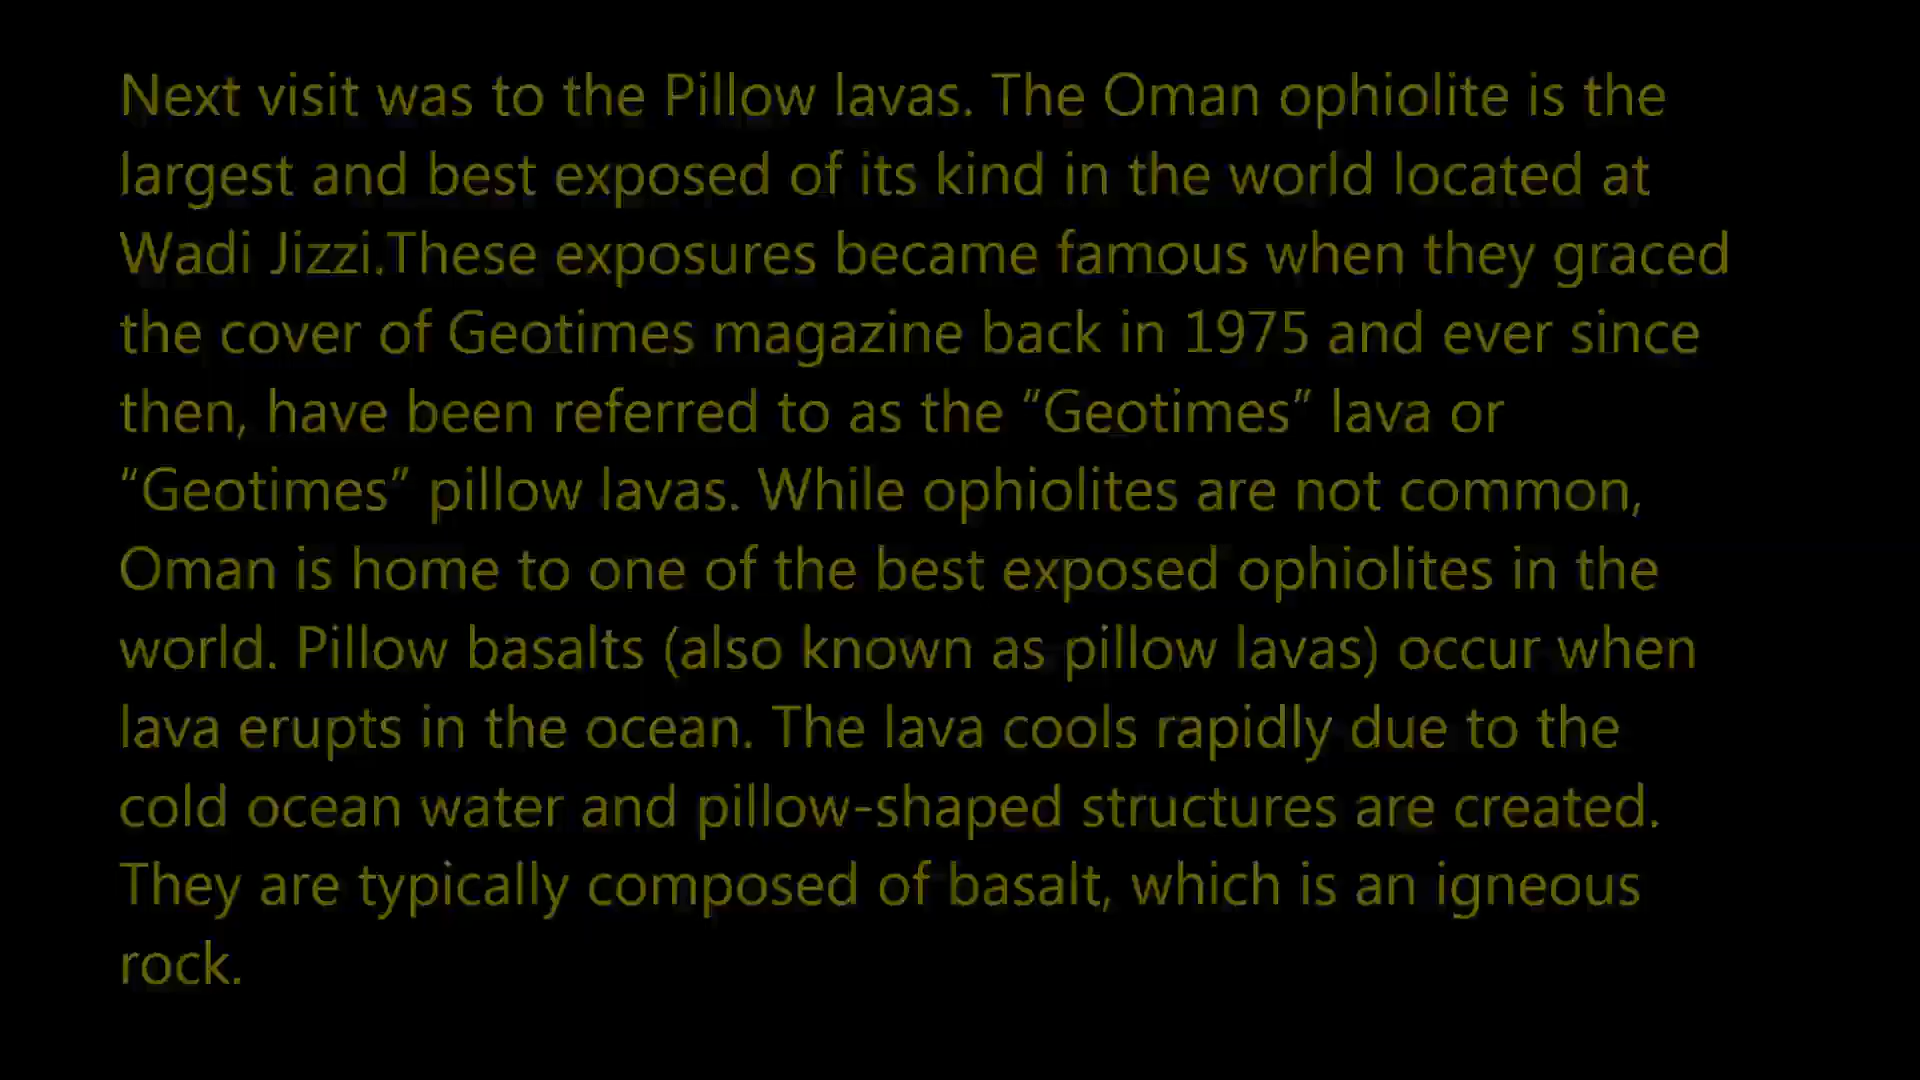 Next visit was to the Pillow lavas. The Oman ophiolite is the
largest and best exposed of its kind in the world located at
Wadi Jizzi.These exposures became famous when they graced
the cover of Geotimes magazine back in 1975 and ever since
then, have been referred to as the “Geotimes” lava or
“Geotimes” pillow lavas. While ophiolites are not common,
Oman is home to one of the best exposed ophiolites in the
world. Pillow basalts (also known as pillow lavas) occur when
lava erupts in the ocean. The lava cools rapidly due to the
cold ocean water and pillow-shaped structures are created.
They are typically composed of basalt, which is an igneous
rock.